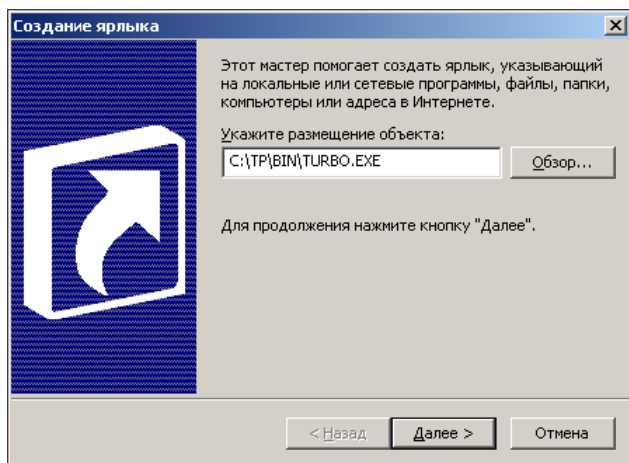 Создание ярлыка
Этот мастер помогает создать ярлык, указывающий
на локальные или сетевые программы, файлы, папки,
компьютеры или адреса в Интернете.
Укажите размещение объекта:
C:\TP\BIN\TURBO.EXE
Обзор...
Для продолжения нажмите кнопку "Далее".
< Назад
Далее >
Отмена